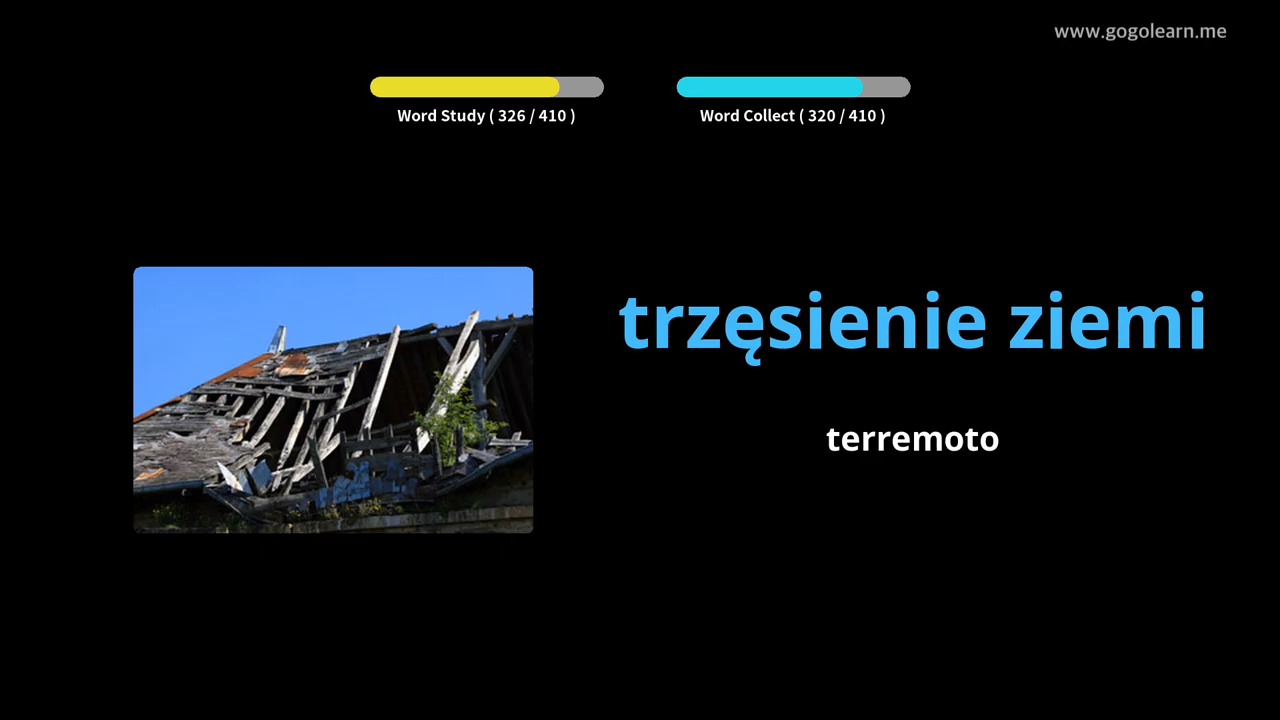 www.gogolearn.me
Word Study ( 326 / 410 )
Word Collect ( 320 / 410 )
trzęsienie ziemi
terremoto